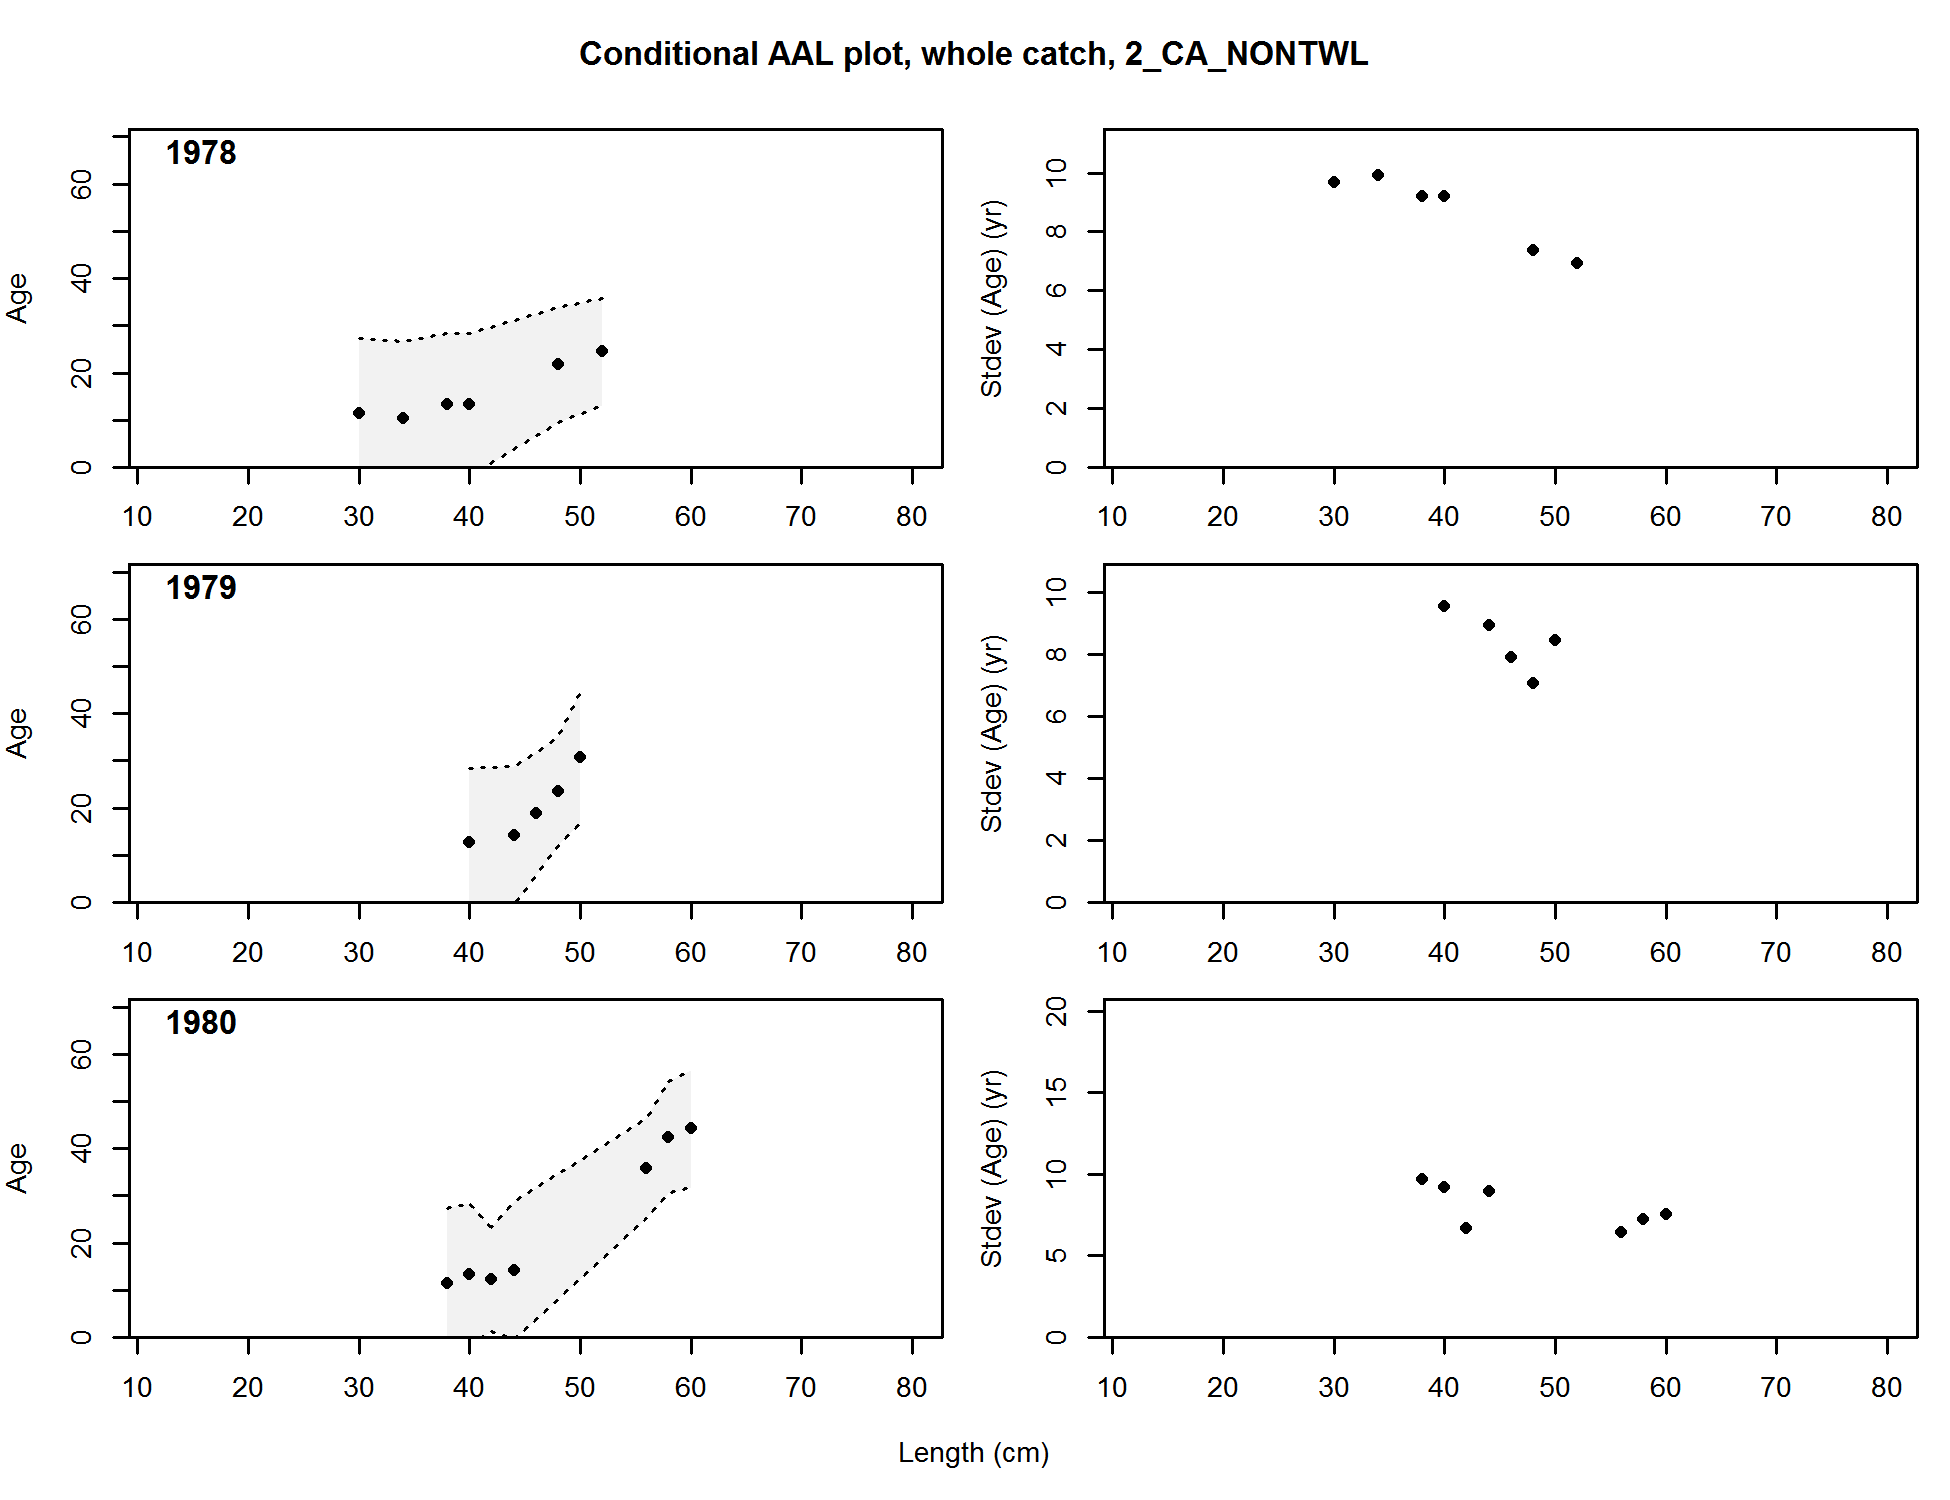 Conditional AAL plot, whole catch, 2_CA_NONTWL
1978
Age
0 20 40 60
10 20 30 40 50 60 70 80
Stdev (Age) (yr)
0 2 4 6 8 10
10 20 30 40 50 60 70 80
1979
Age
0 20 40 60
10 20 30 40 50 60 70 80
Stdev (Age) (yr)
0 2 4 6 8 10
10 20 30 40 50 60 70 80
1980
Age
0 20 40 60
10 20 30 40 50 60 70 80
Stdev (Age) (yr)
0 5 10 15 20
10 20 30 40 50 60 70 80
Length (cm)